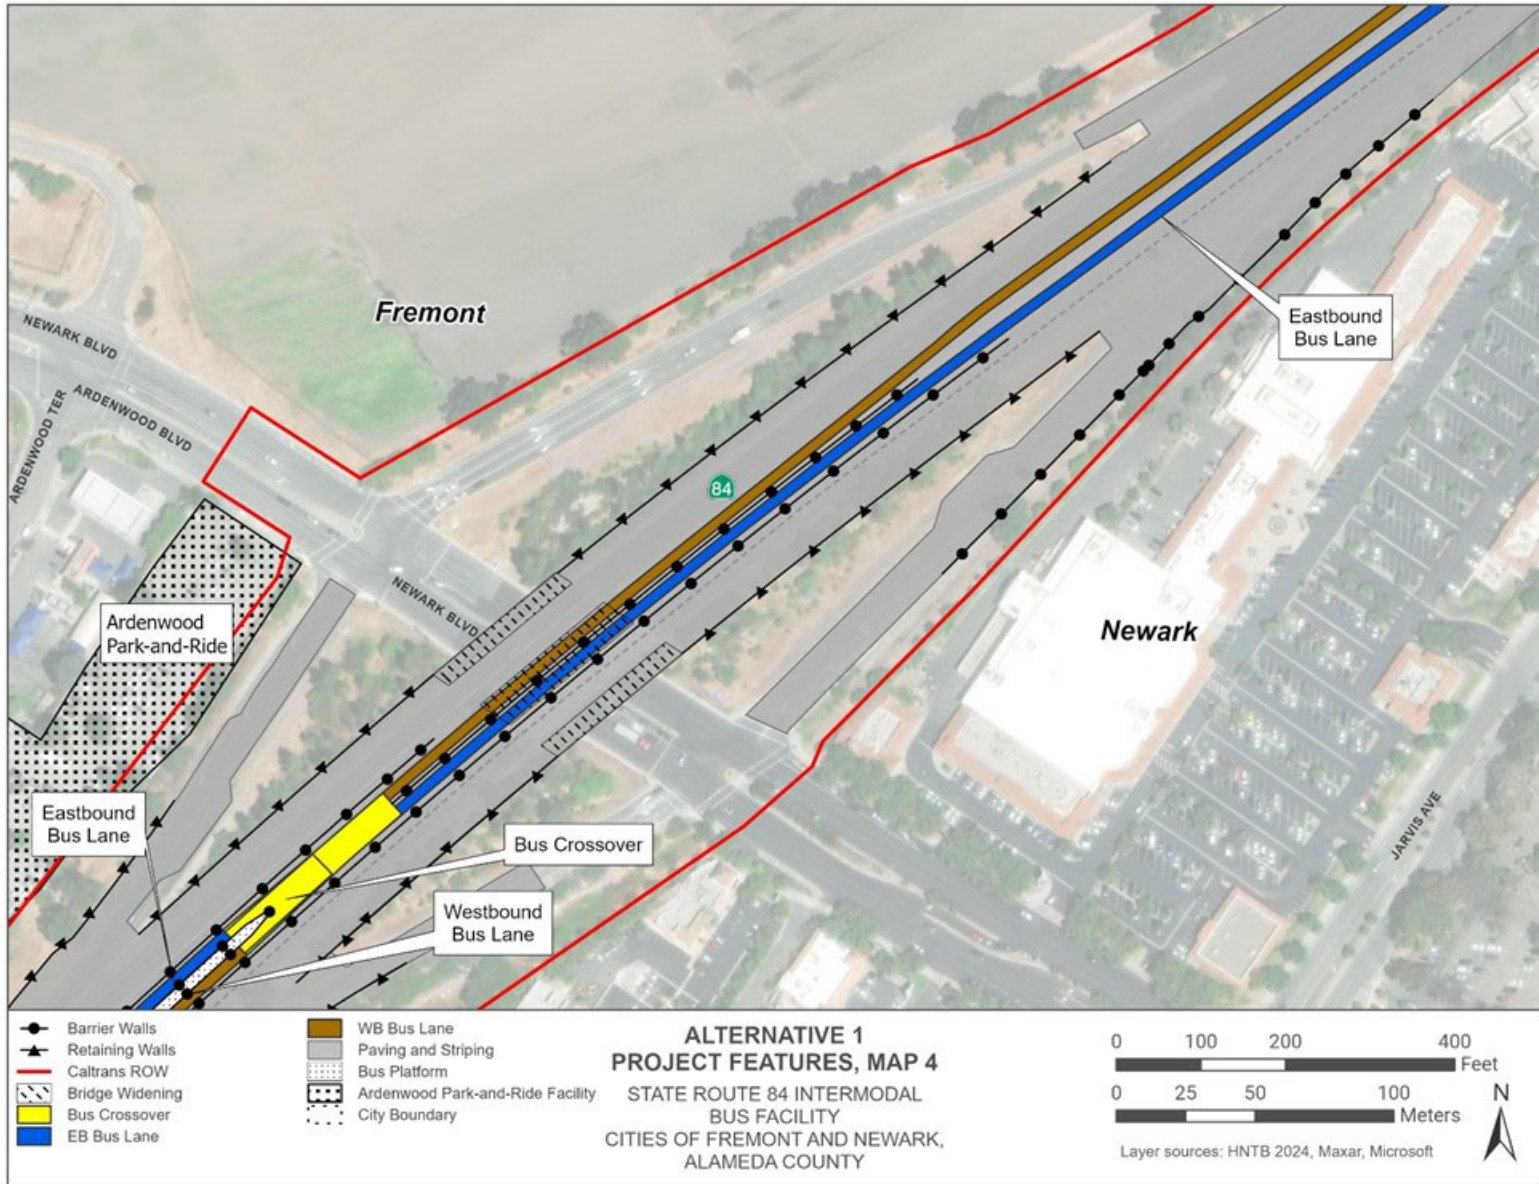 Fremont
Eastbound
Bus Lane
NEWARK BLVD
ARDENWOOD BLVD
ARDENWOOD TER
84
NEWARK BLVD
Ardenwood
Park-and-Ride
Newark
Eastbound
Bus Lane
Bus Crossover
Westbound
Bus Lane
JARVIS AVE
Barrier Walls
Retaining Walls
Caltrans ROW
Bridge Widening
Bus Crossover
EB Bus Lane
WB Bus Lane
Paving and Striping
Bus Platform
Ardenwood Park-and-Ride Facility
City Boundary
ALTERNATIVE 1
PROJECT FEATURES, MAP 4
STATE ROUTE 84 INTERMODAL
BUS FACILITY
CITIES OF FREMONT AND NEWARK,
ALAMEDA COUNTY
0 100 200 400
Feet
0 25 50 100
Meters
N
Layer sources: HNTB 2024, Maxar, Microsoft